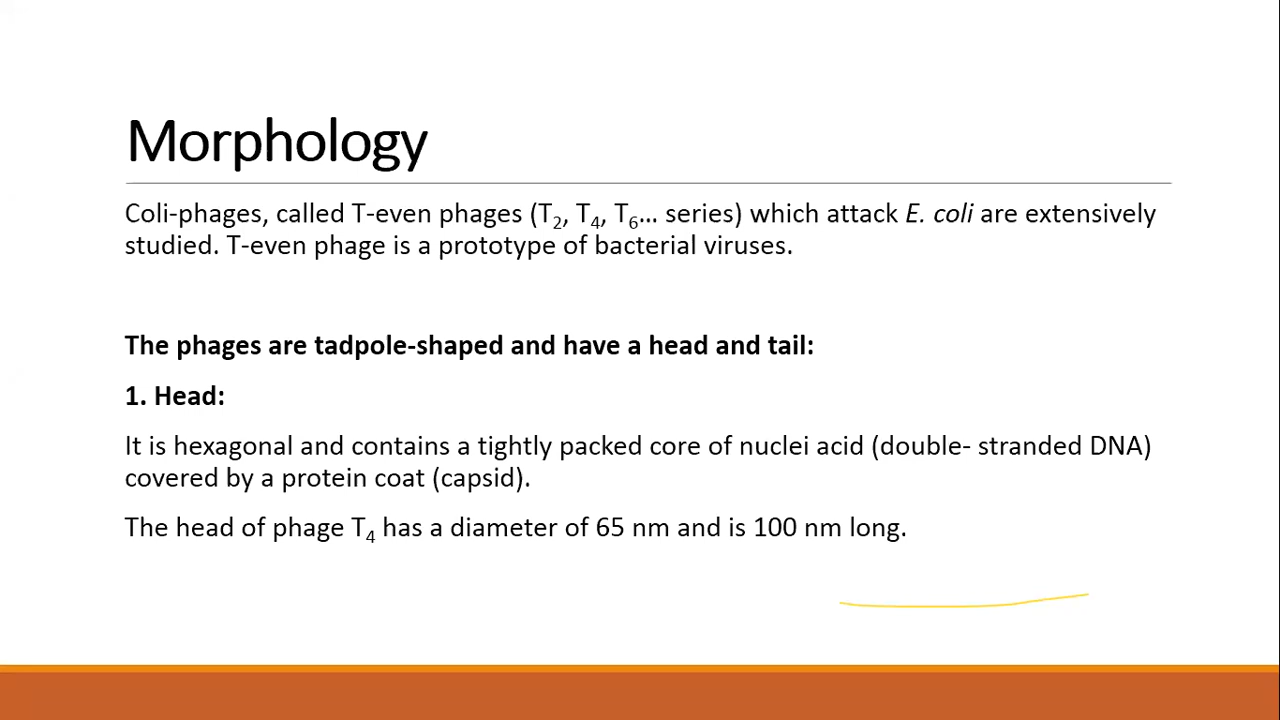 Morphology
Coli-phages, called T-even phages (T₂, T₄, T₆... series) which attack E. coli are extensively
studied. T-even phage is a prototype of bacterial viruses.
The phages are tadpole-shaped and have a head and tail:
1. Head:
It is hexagonal and contains a tightly packed core of nuclei acid (double- stranded DNA)
covered by a protein coat (capsid).
The head of phage T₄ has a diameter of 65 nm and is 100 nm long.